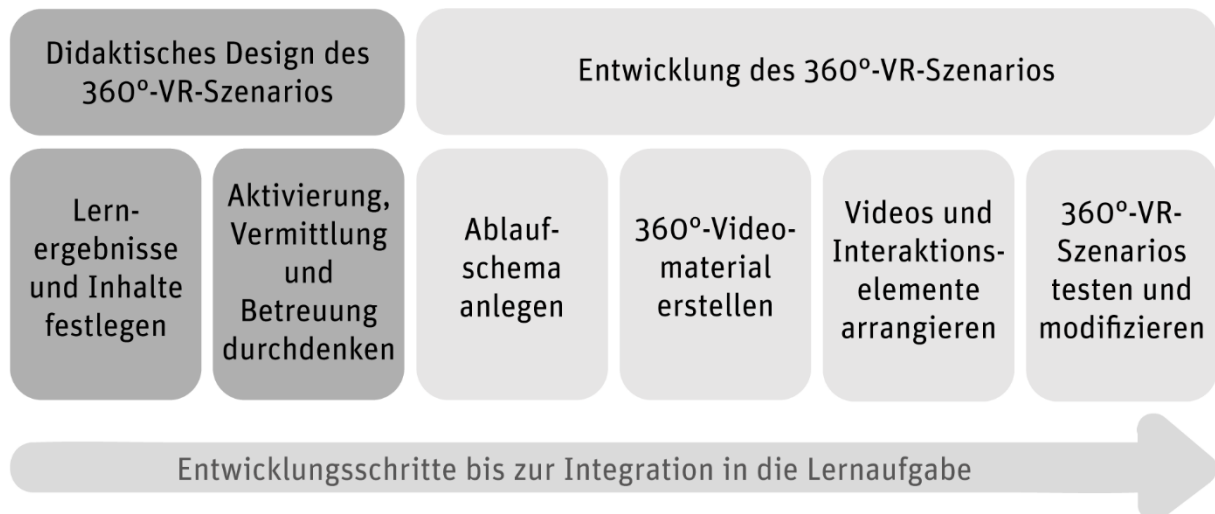 Didaktisches Design des
360°-VR-Szenarios
Entwicklung des 360°-VR-Szenarios
Lern-
ergebnisse
und Inhalte
festlegen
Aktivierung,
Vermittlung
und
Betreuung
durchdenken
Ablauf-
schema
anlegen
360°-Video-
material
erstellen
Videos und
Interaktions-
elemente
arrangieren
360°-VR-
Szenarios
testen und
modifizieren
Entwicklungsschritte bis zur Integration in die Lernaufgabe